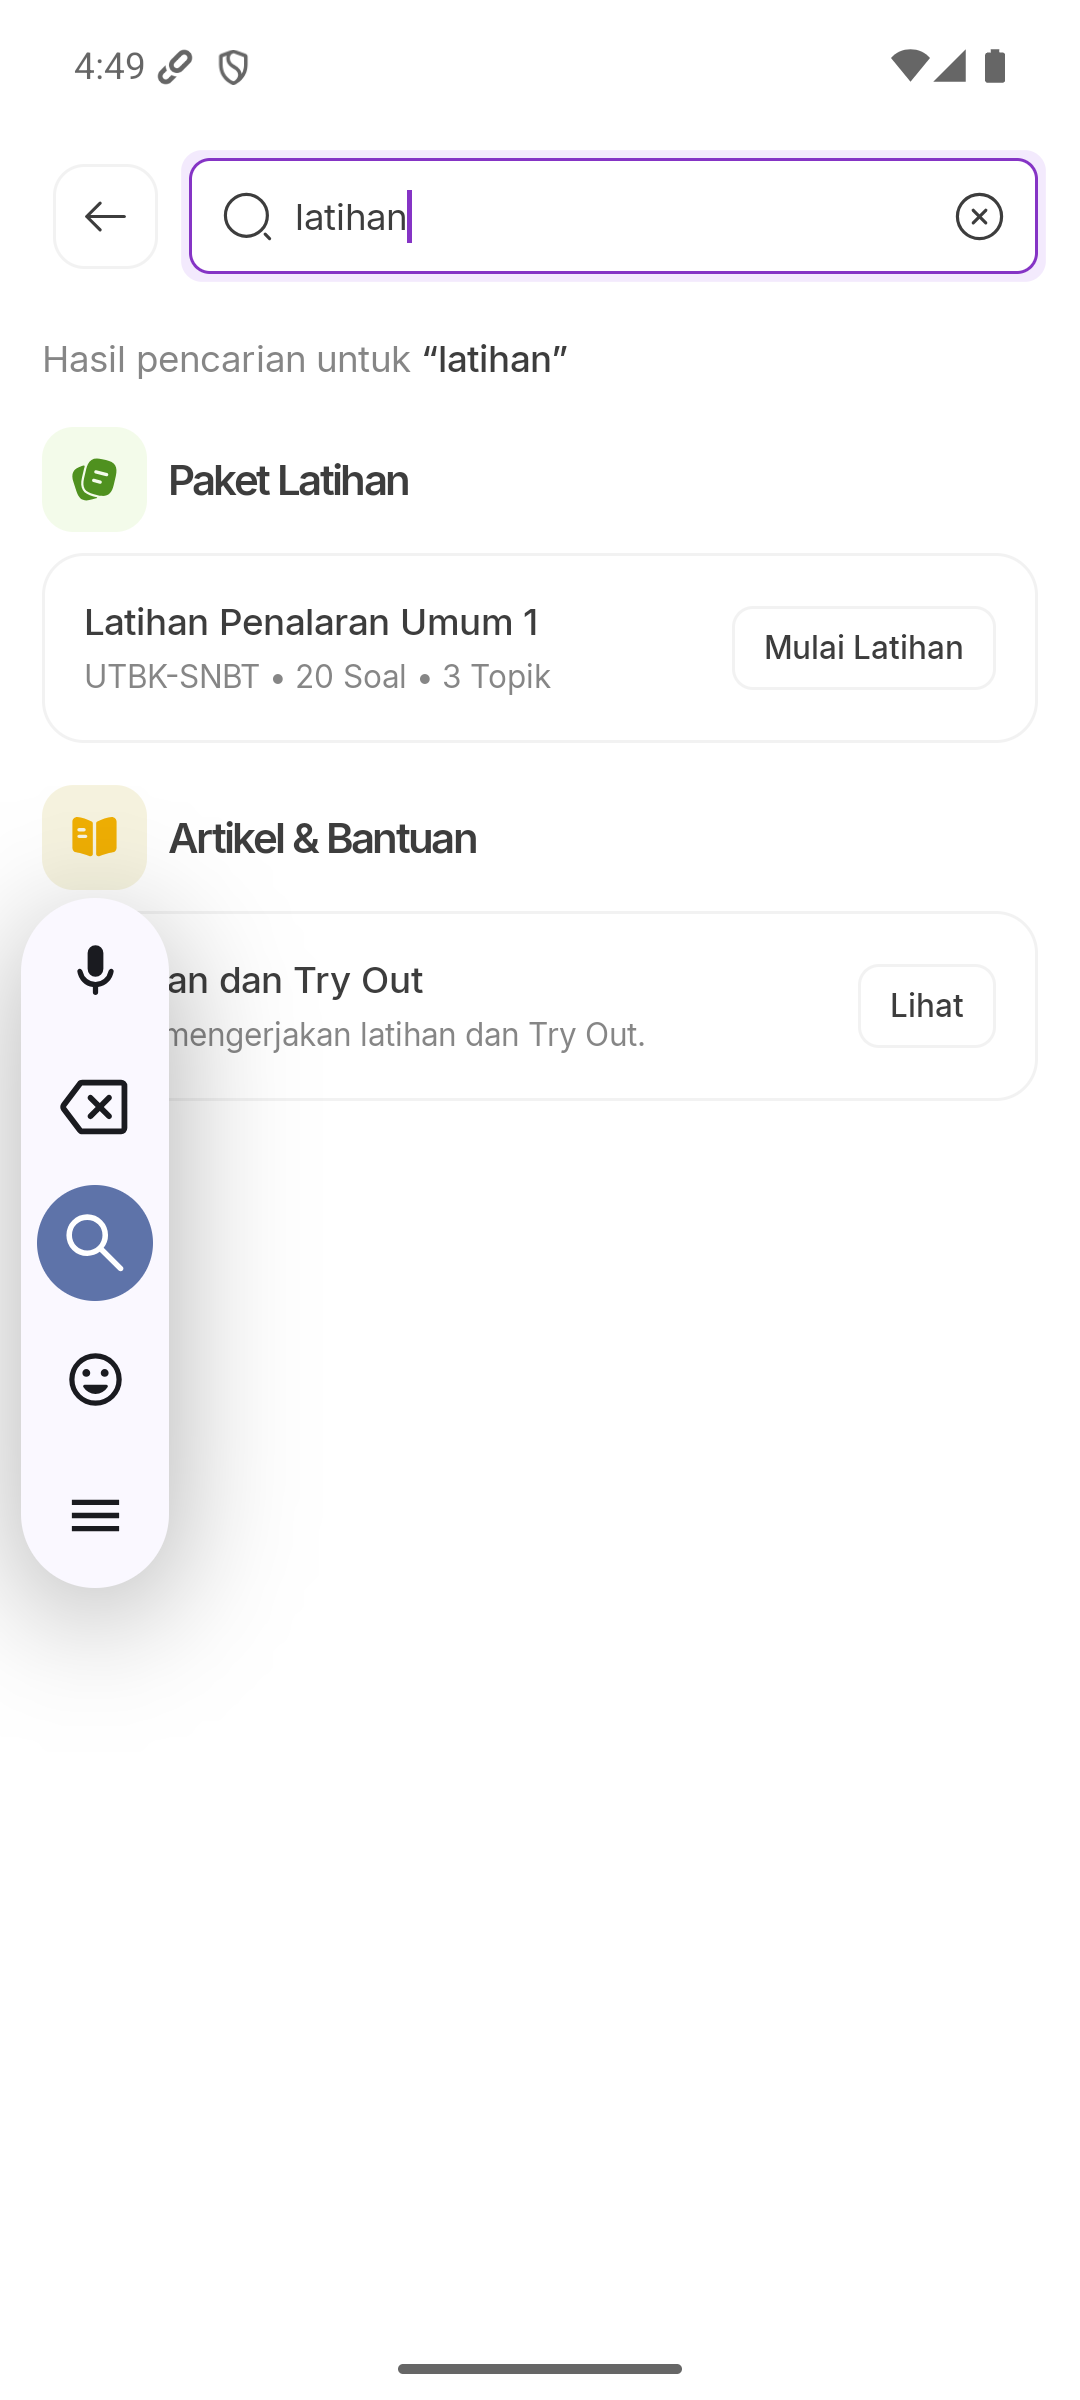 4:49
latihan
Hasil pencarian untuk “latihan”
Paket Latihan
Latihan Penalaran Umum 1
UTBK-SNBT • 20 Soal • 3 Topik
Mulai Latihan
Artikel & Bantuan
an dan Try Out
mengerjakan latihan dan Try Out.
Lihat